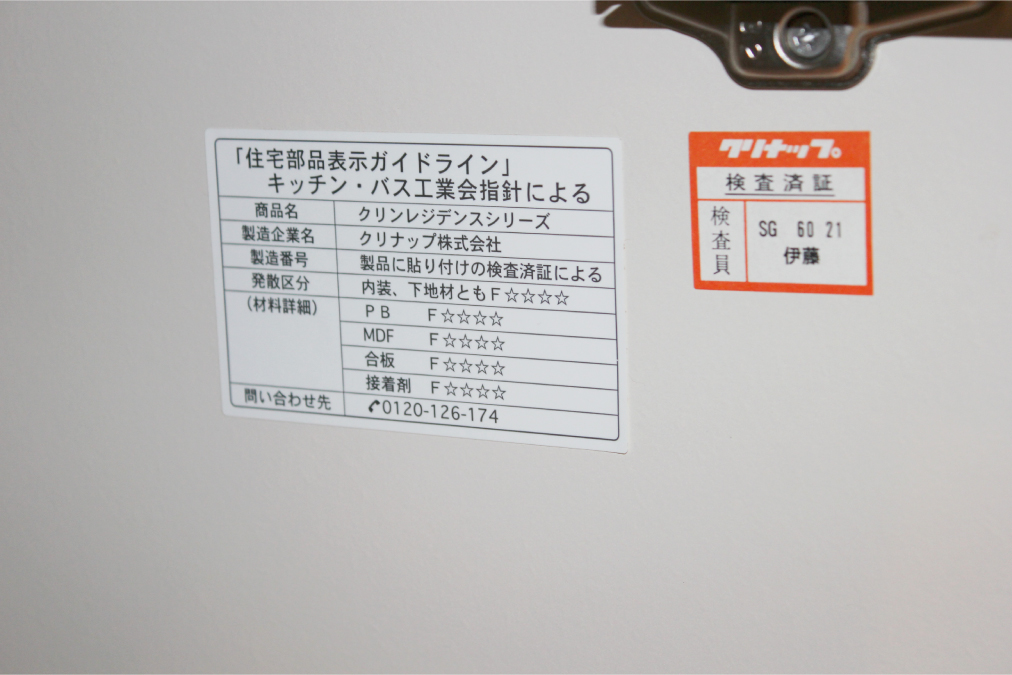 「住宅部品表示ガイドライン」
キッチン・バス工業会指針による
商品名 クリンレジデンスシリーズ
製造企業名 クリナップ株式会社
製造番号 製品に貼り付けの検査済証による
発散区分 内装、下地材ともF☆☆☆☆
(材料詳細) PB F☆☆☆☆
MDF F☆☆☆☆
合板 F☆☆☆☆
接着剤 F☆☆☆☆
問い合わせ先 0120-126-174
クリナップ
検査済証
検査員 SG 60 21
伊藤